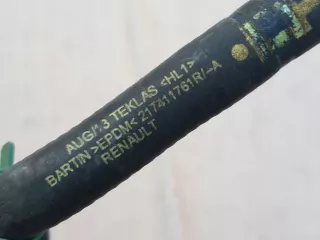 AUG/13 TEKLAS <HL1>
BARTIN >EPDM< 217411761R/-A
RENAULT